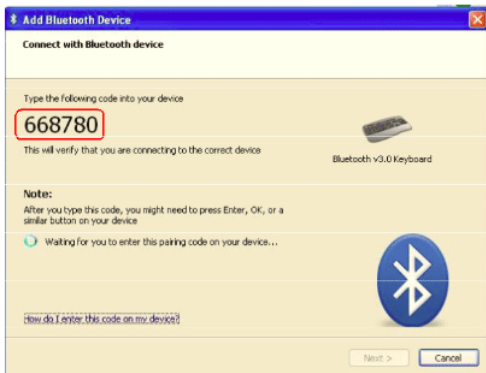 Add Bluetooth Device
Connect with Bluetooth device
Type the following code into your device
668780
This will verify that you are connecting to the correct device
Bluetooth v3.0 Keyboard
Note:
After you type this code, you might need to press Enter, OK, or a
similar button on your device
Waiting for you to enter this pairing code on your device...
How do I enter this code on my device?
Next >
Cancel